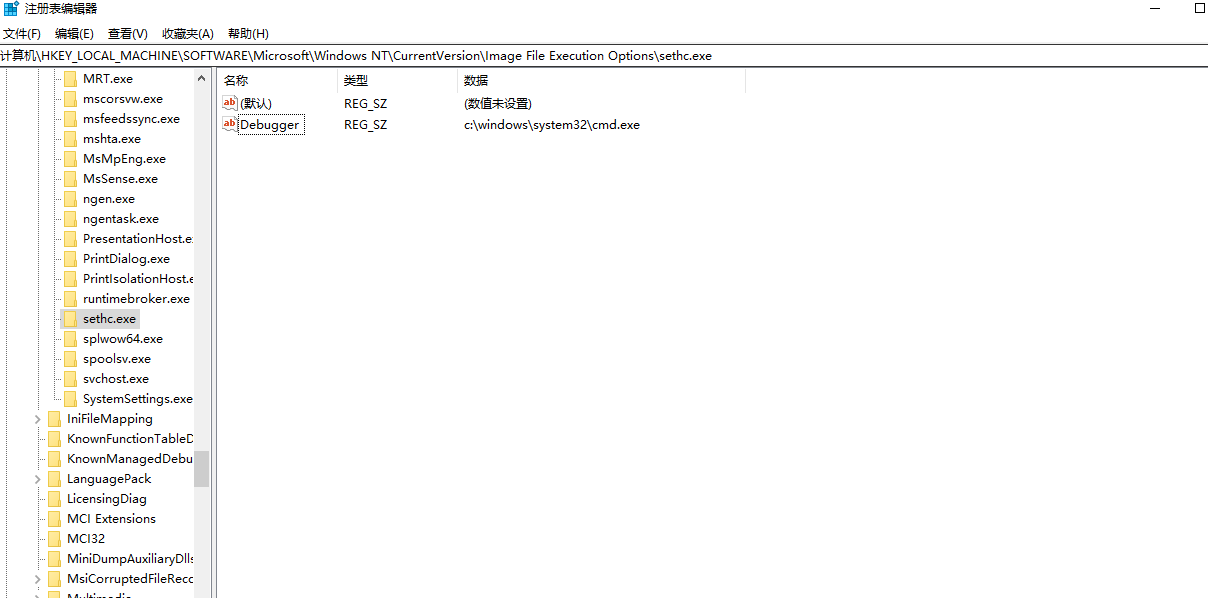 注册表编辑器
文件(F) 编辑(E) 查看(V) 收藏夹(A) 帮助(H)
计算机\HKEY_LOCAL_MACHINE\SOFTWARE\Microsoft\Windows NT\CurrentVersion\Image File Execution Options\sethc.exe
MRT.exe
mscorsvw.exe
msfeedssync.exe
mshta.exe
MsMpEng.exe
MsSense.exe
ngen.exe
ngentask.exe
PresentationHost.e
PrintDialog.exe
PrintIsolationHost.e
runtimebroker.exe
sethc.exe
splwow64.exe
spoolsv.exe
svchost.exe
SystemSettings.exe
IniFileMapping
KnownFunctionTableD
KnownManagedDebu
LanguagePack
LicensingDiag
MCI Extensions
MCI32
MiniDumpAuxiliaryDlls
MsiCorruptedFileReco
Multimedia
名称 类型 数据
ab (默认) REG_SZ (数值未设置)
ab Debugger REG_SZ c:\windows\system32\cmd.exe